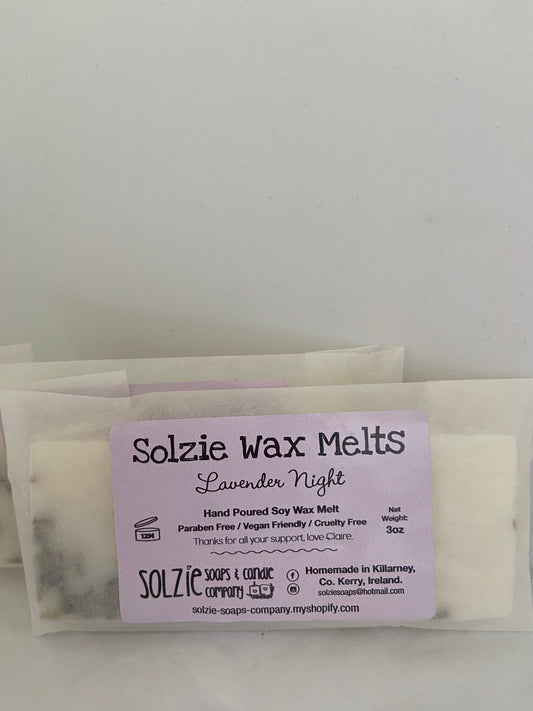 Solzie Wax Melts
Lavender Night
Hand Poured Soy Wax Melt
Paraben Free / Vegan Friendly / Cruelty Free
Thanks for all your support, love Claire.
12M
Net
Weight:
3oz
SOLZIE SOAPS & CANDLE
COMPANY
Homemade in Killarney,
Co. Kerry, Ireland.
solziesoaps@hotmail.com
solzie-soaps-company.myshopify.com